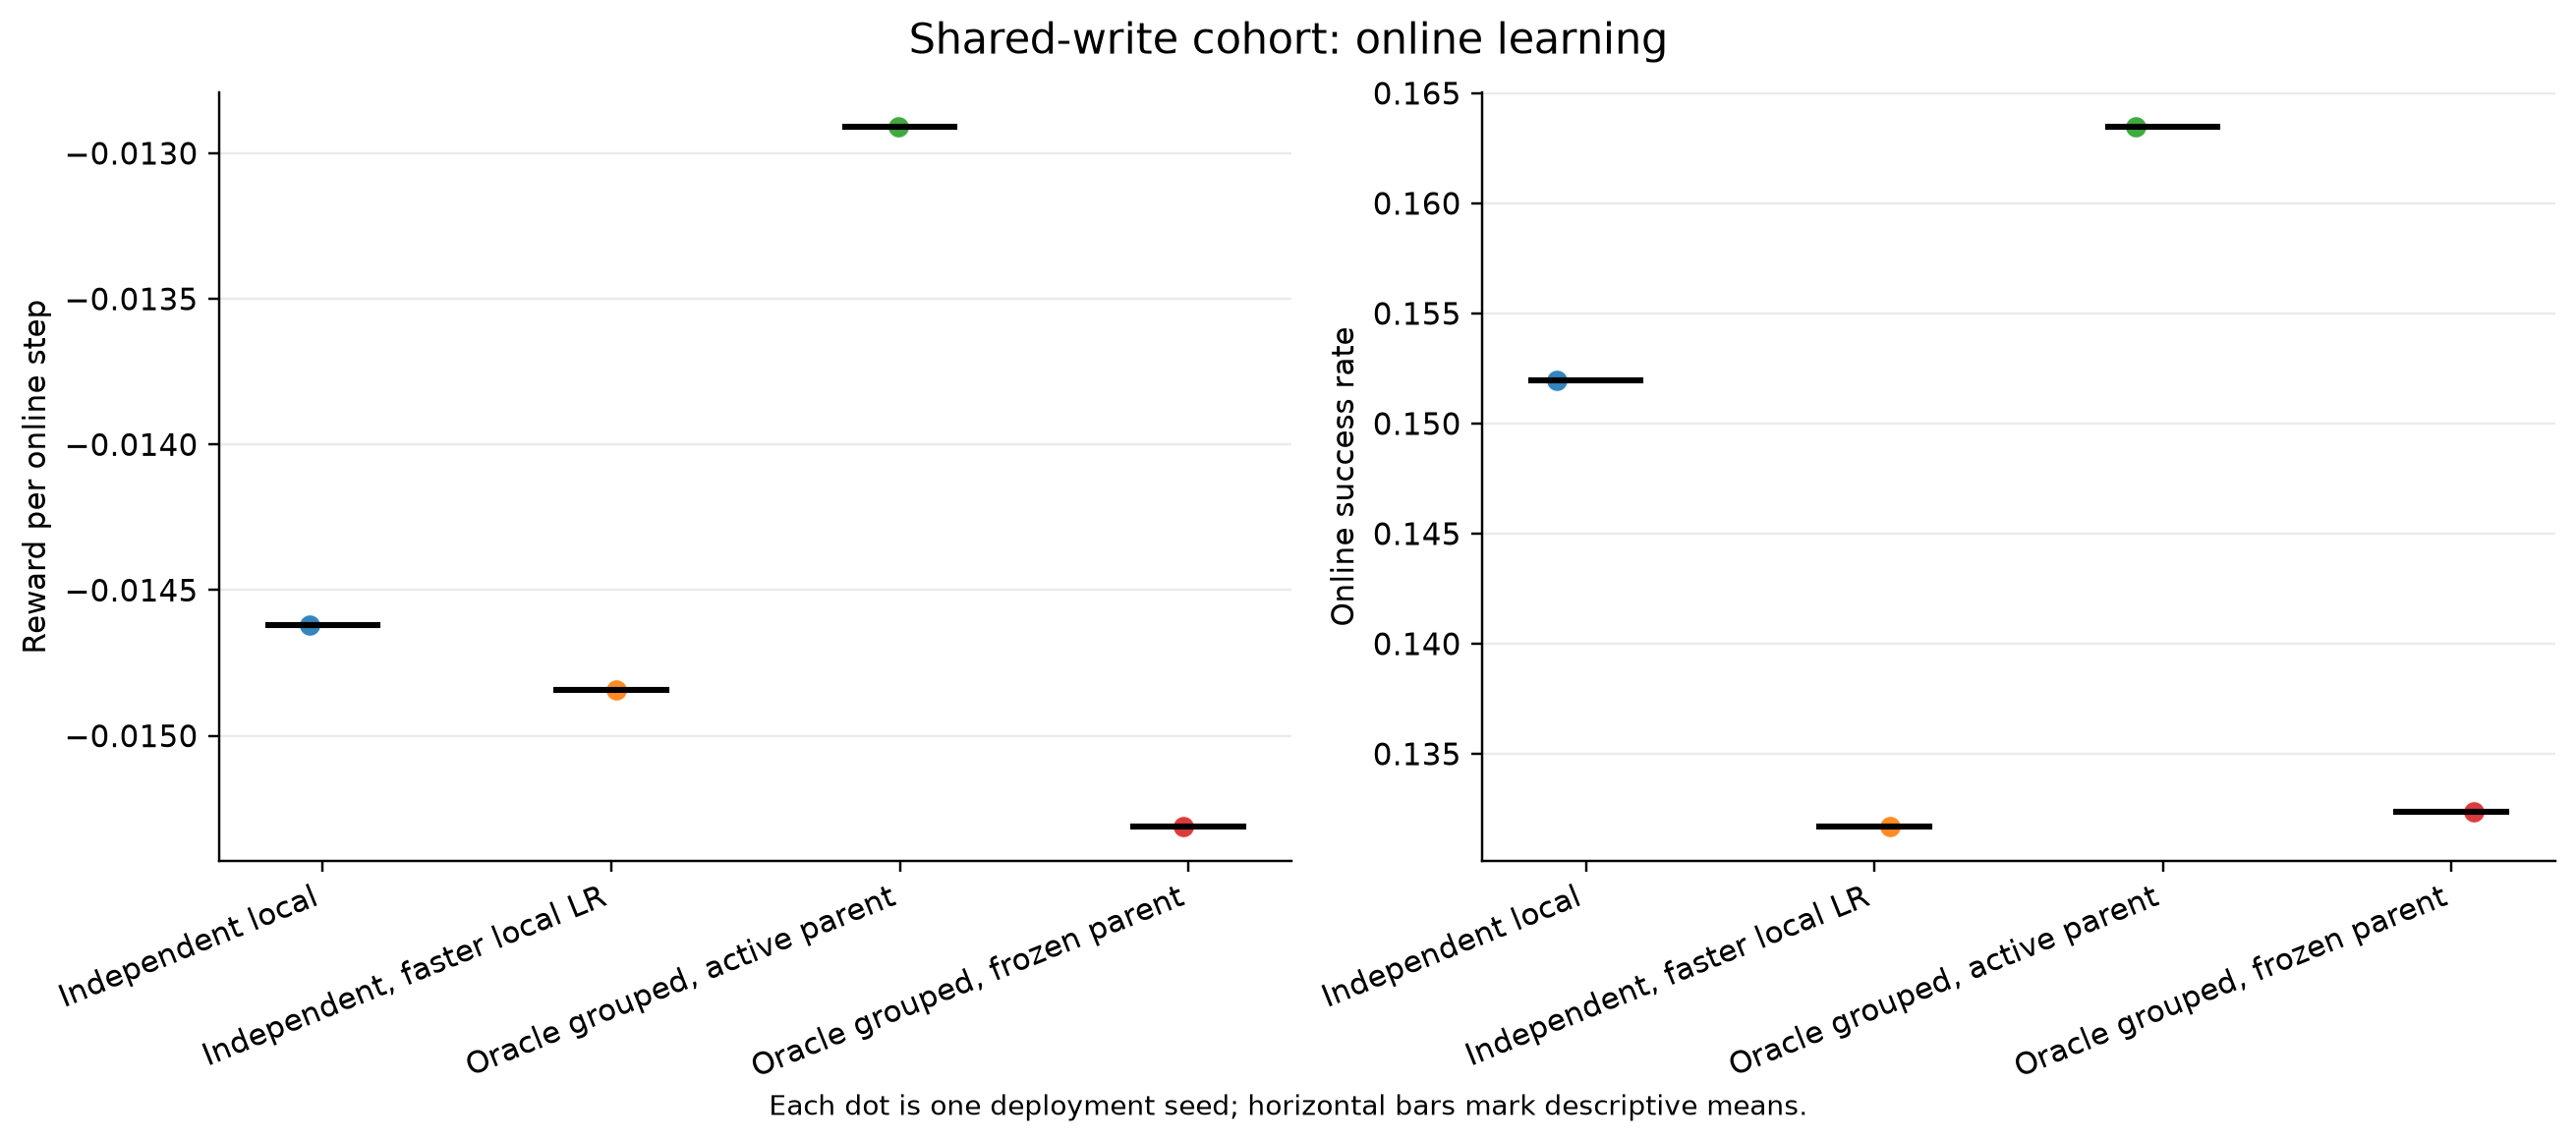 Shared-write cohort: online learning
Reward per online step
−0.0130
−0.0135
−0.0140
−0.0145
−0.0150
Independent local
Independent, faster local LR
Oracle grouped, active parent
Oracle grouped, frozen parent
Online success rate
0.165
0.160
0.155
0.150
0.145
0.140
0.135
Independent local
Independent, faster local LR
Oracle grouped, active parent
Oracle grouped, frozen parent
Each dot is one deployment seed; horizontal bars mark descriptive means.